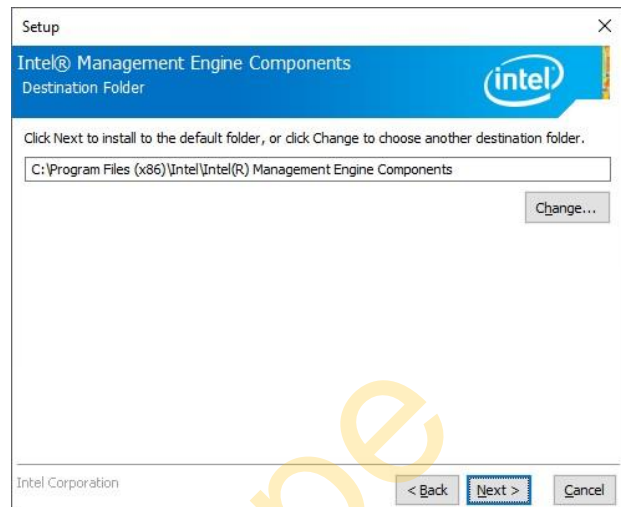 Setup
Intel® Management Engine Components
Destination Folder
intel
Click Next to install to the default folder, or click Change to choose another destination folder.
C:\Program Files (x86)\Intel\Intel(R) Management Engine Components
Change...
Intel Corporation
< Back Next > Cancel